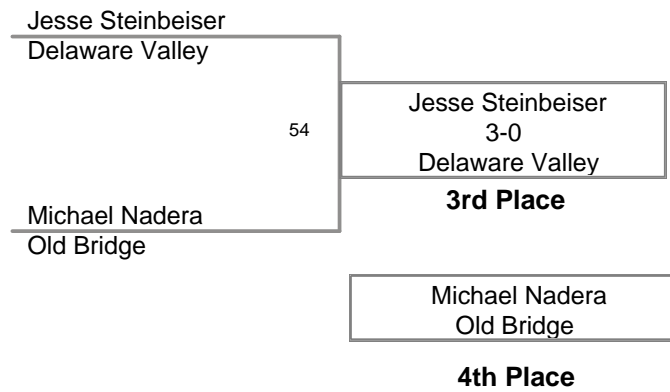 Jesse Steinbeiser
Delaware Valley
Jesse Steinbeiser
54
3-0
Delaware Valley
3rd Place
Michael Nadera
Old Bridge
Michael Nadera
Old Bridge
4th Place